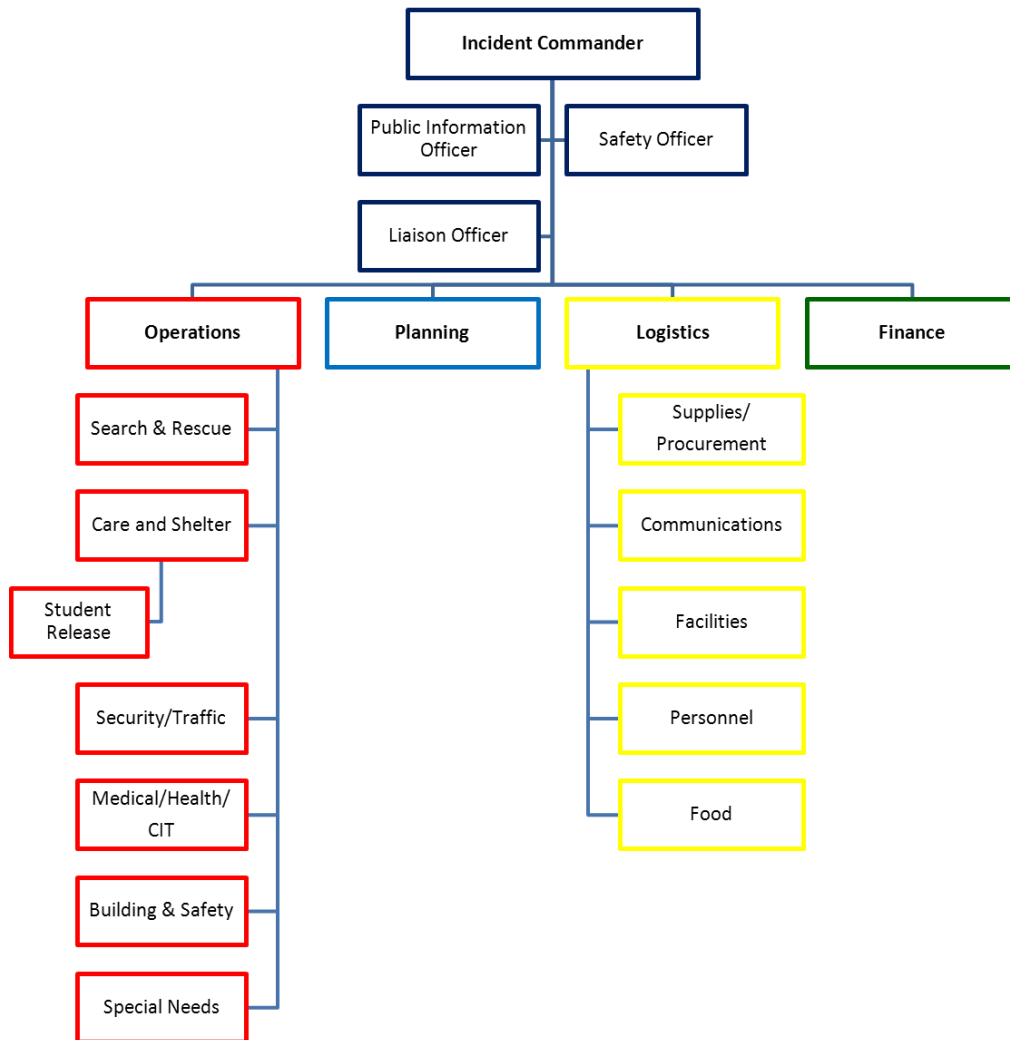 Incident Commander
Public Information
Officer
Safety Officer
Liaison Officer
Operations
Planning
Logistics
Finance
Search & Rescue
Care and Shelter
Student
Release
Security/Traffic
Medical/Health/
CIT
Building & Safety
Special Needs
Supplies/
Procurement
Communications
Facilities
Personnel
Food